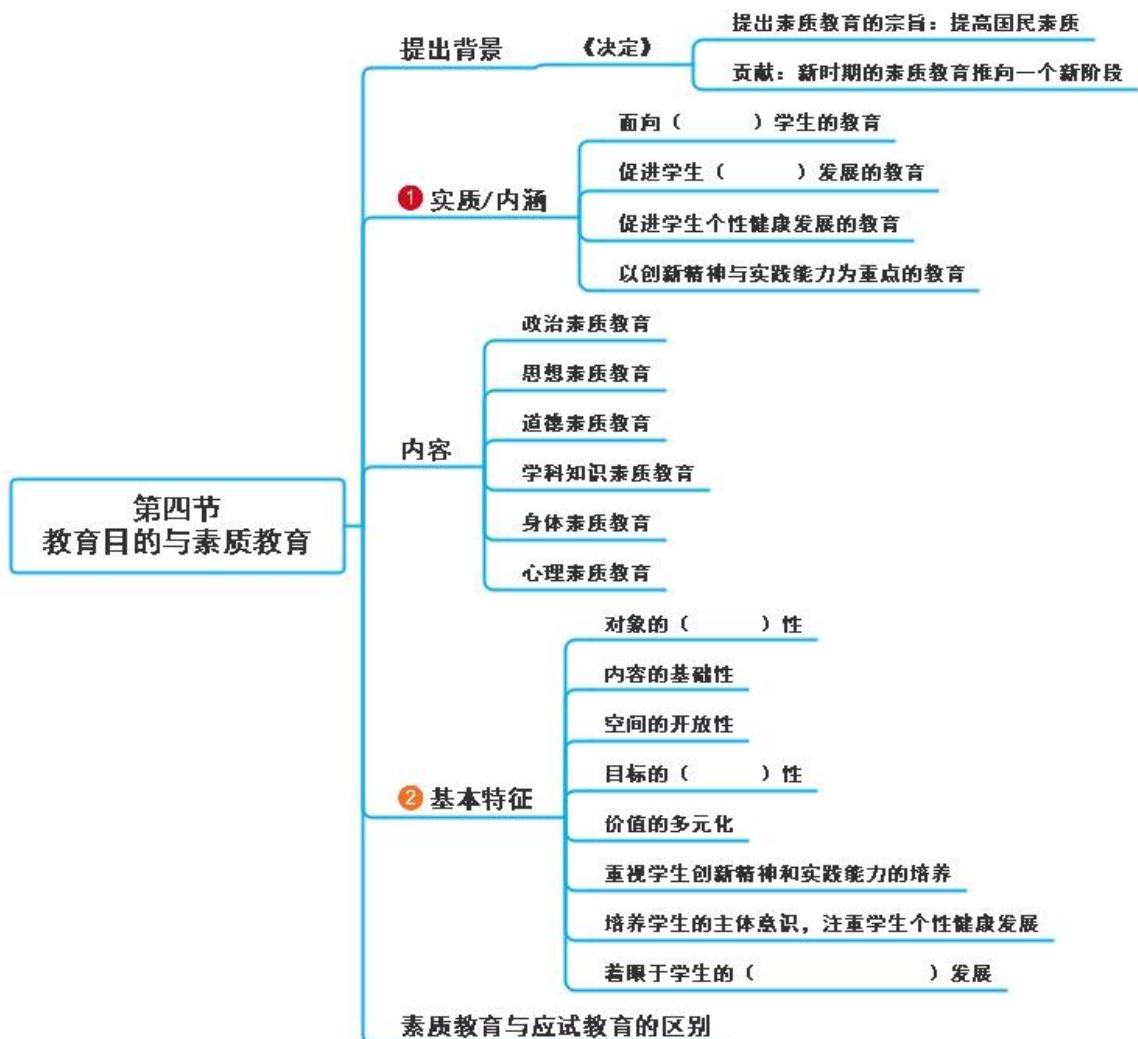 提出背景
《决定》
提出素质教育的宗旨：提高国民素质
贡献：新时期的素质教育推向一个新阶段
1 实质/内涵
面向（　　）学生的教育
促进学生（　　）发展的教育
促进学生个性健康发展的教育
以创新精神与实践能力为重点的教育
第四节
教育目的与素质教育
内容
政治素质教育
思想素质教育
道德素质教育
学科知识素质教育
身体素质教育
心理素质教育
2 基本特征
对象的（　　）性
内容的基础性
空间的开放性
目标的（　　）性
价值的多元化
重视学生创新精神和实践能力的培养
培养学生的主体意识，注重学生个性健康发展
着眼于学生的（　　　　　　）发展
素质教育与应试教育的区别